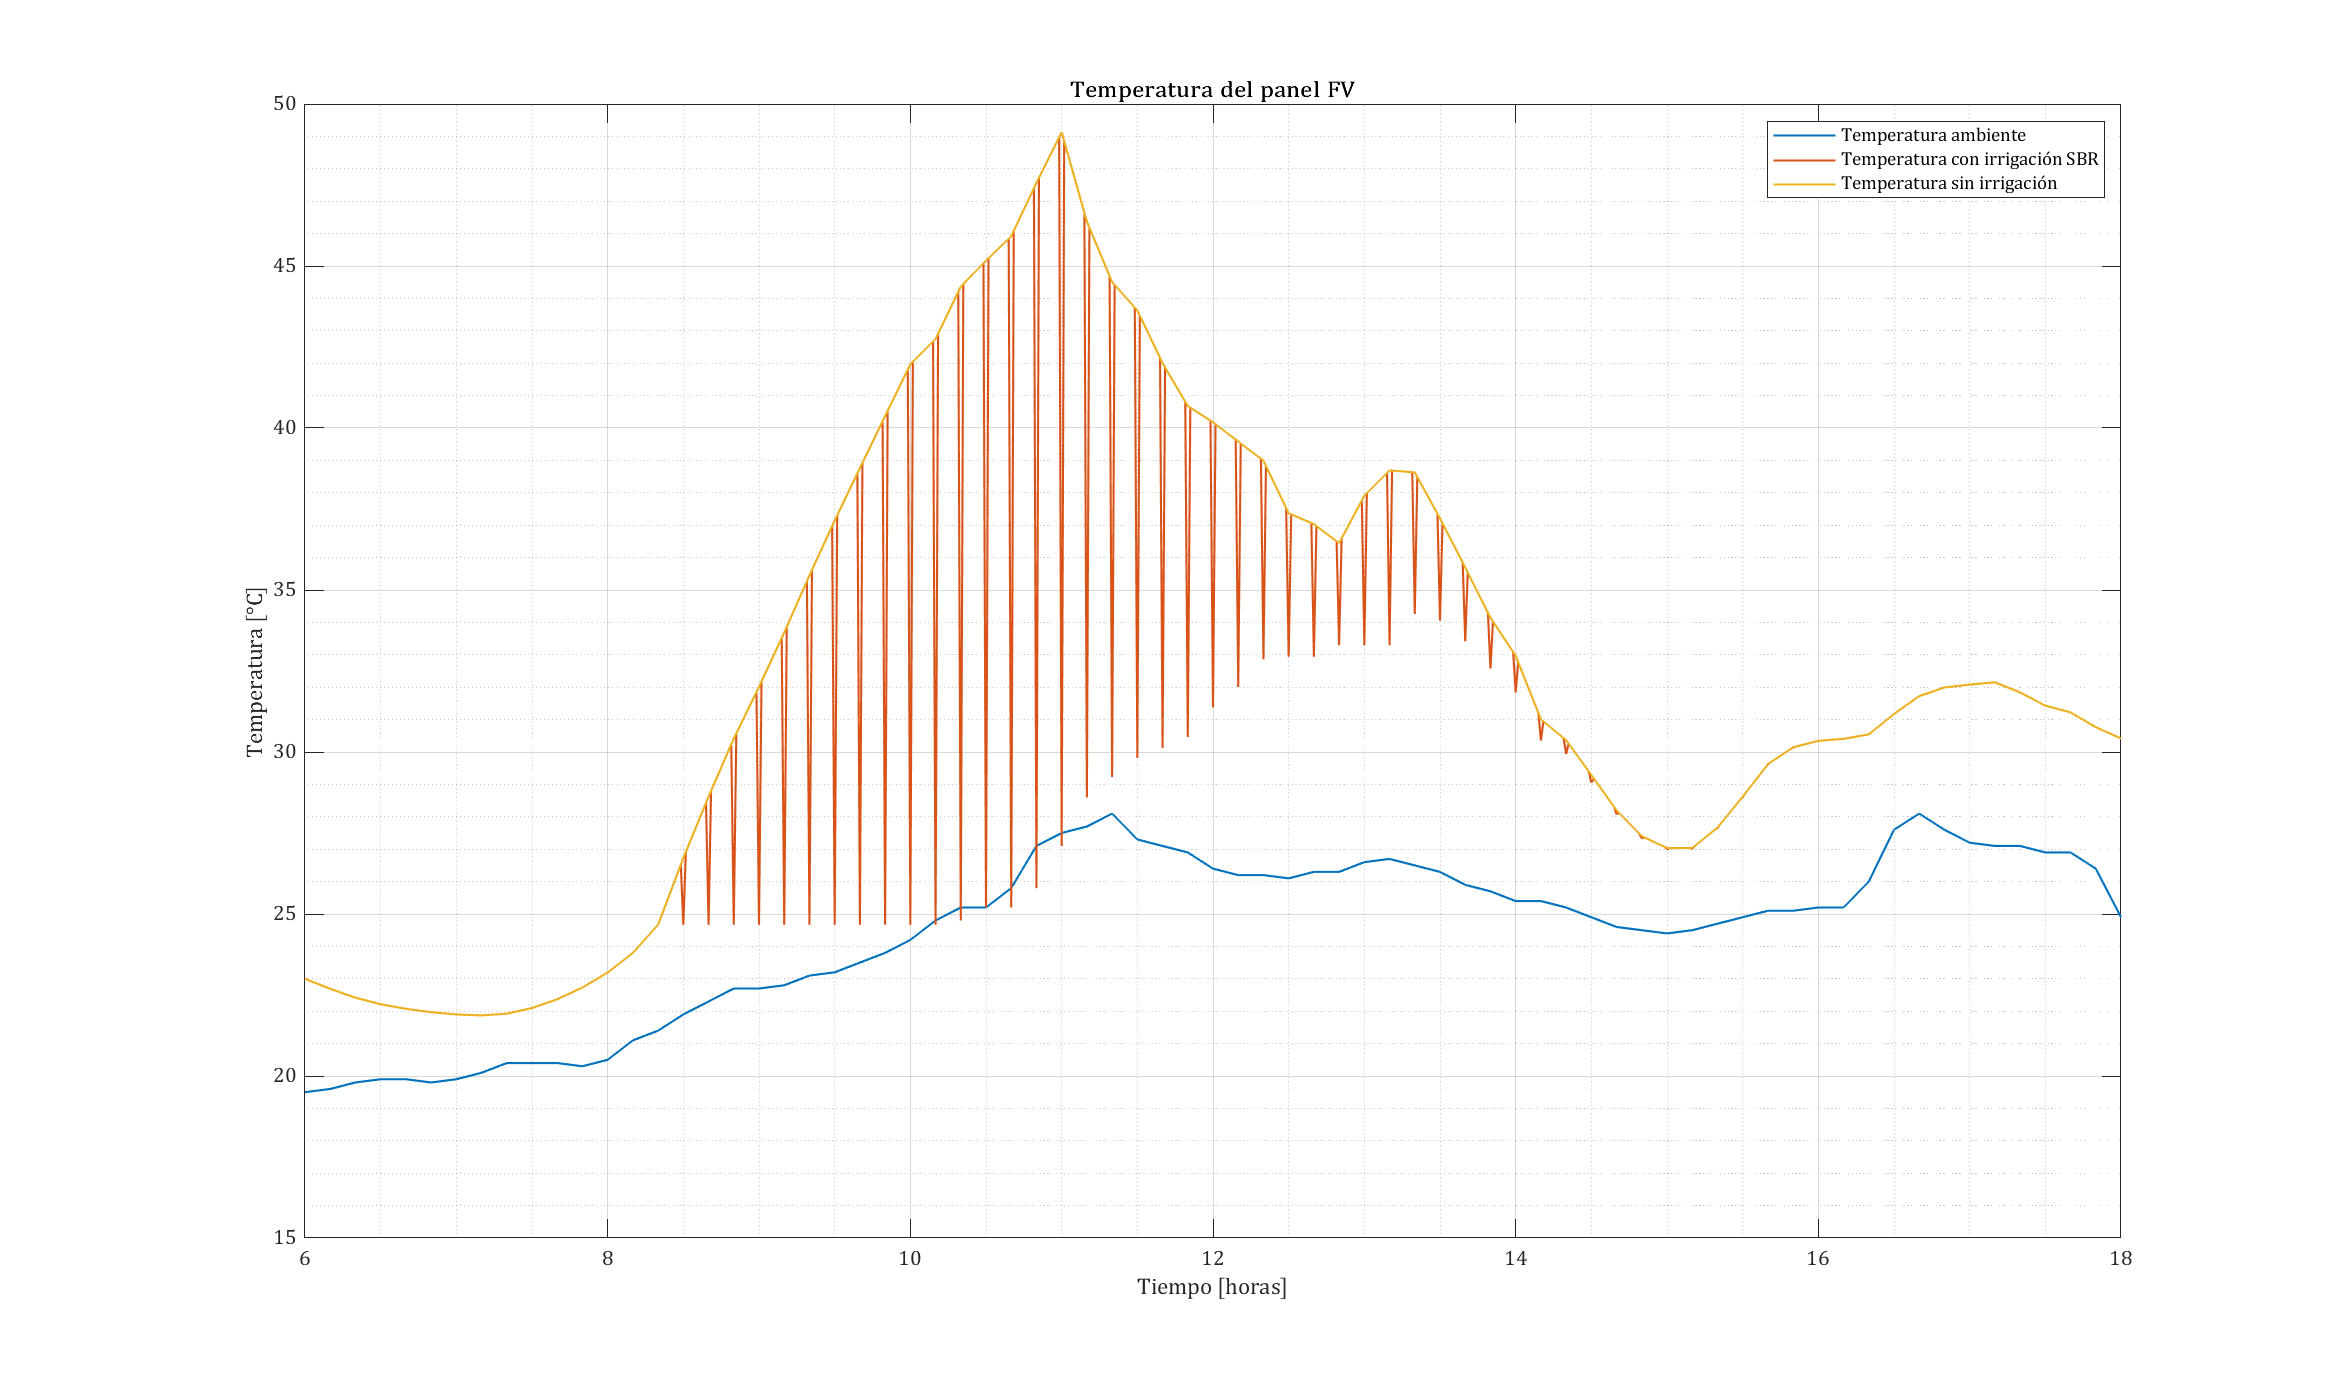 Temperatura del panel FV
Temperatura ambiente
Temperatura con irrigación SBR
Temperatura sin irrigación
Temperatura [°C]
50
45
40
35
30
25
20
15
6 8 10 12 14 16 18
Tiempo [horas]